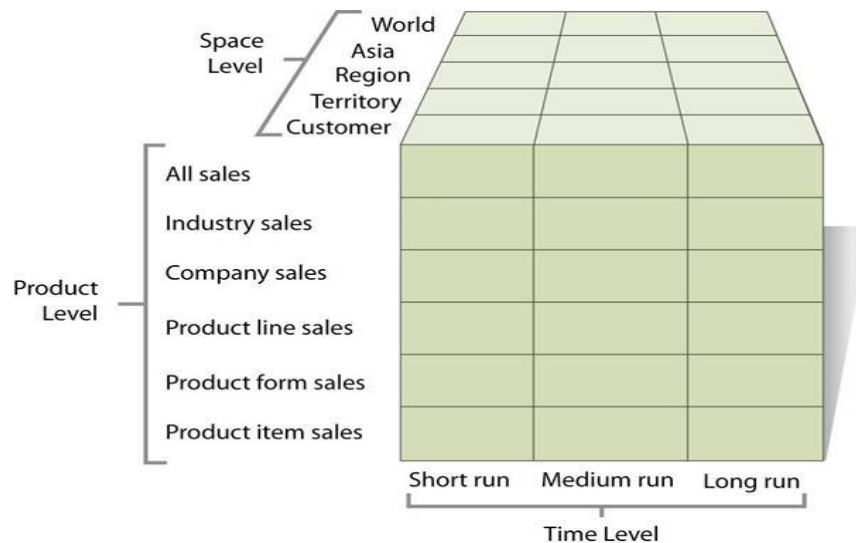 Space
Level
World
Asia
Region
Territory
Customer
Product
Level
All sales
Industry sales
Company sales
Product line sales
Product form sales
Product item sales
Short run Medium run Long run
Time Level